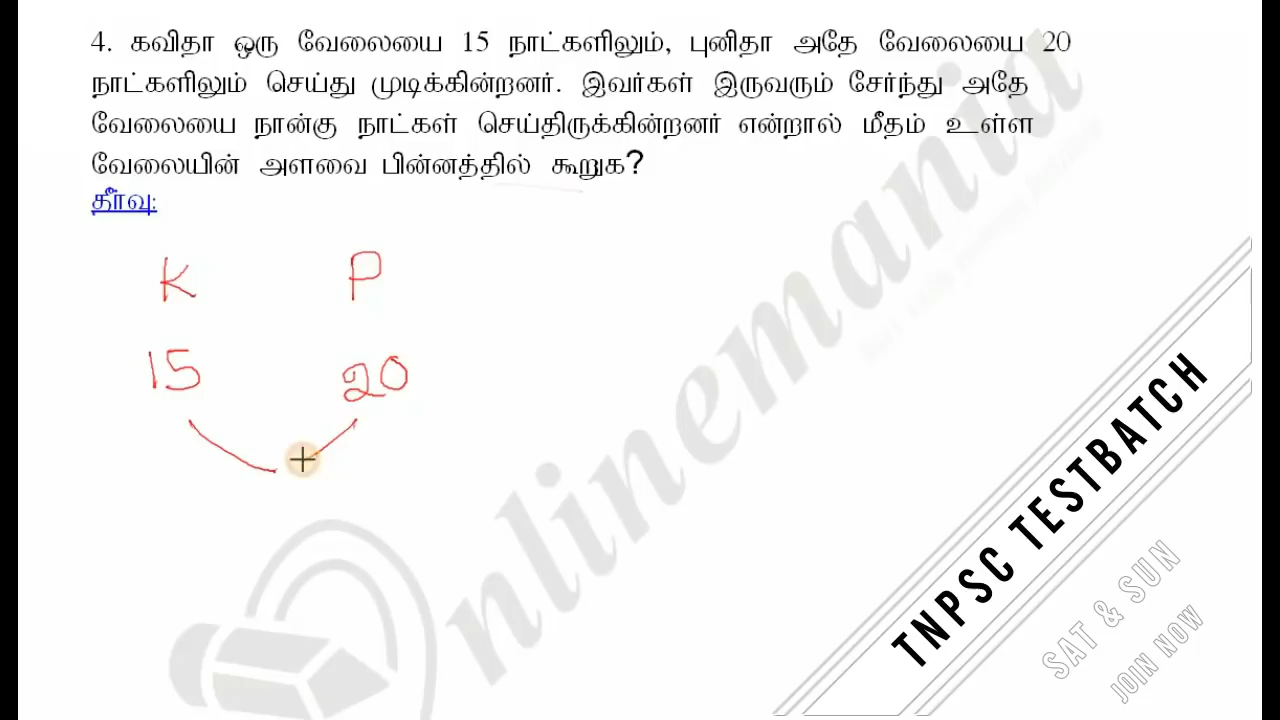 4. கவிதா ஒரு வேலையை 15 நாட்களிலும், புனிதா அதே வேலையை 20
நாட்களிலும் செய்து முடிக்கின்றனர். இவர்கள் இருவரும் சேர்ந்து அதே
வேலையை நான்கு நாட்கள் செய்திருக்கின்றனர் என்றால் மீதம் உள்ள
வேலையின் அளவை பின்னத்தில் கூறுக?
தீர்வு:
K P
15 20
nlinemania
TNPSC TESTBATCH
SAT & SUN
JOIN NOW